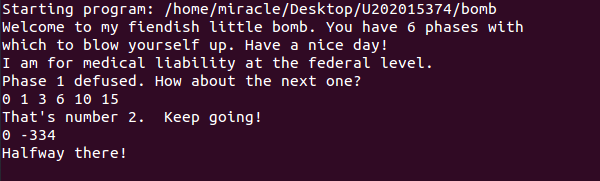 Starting program: /home/miracle/Desktop/U202015374/bomb
Welcome to my fiendish little bomb. You have 6 phases with
which to blow yourself up. Have a nice day!
I am for medical liability at the federal level.
Phase 1 defused. How about the next one?
0 1 3 6 10 15
That's number 2.  Keep going!
0 -334
Halfway there!